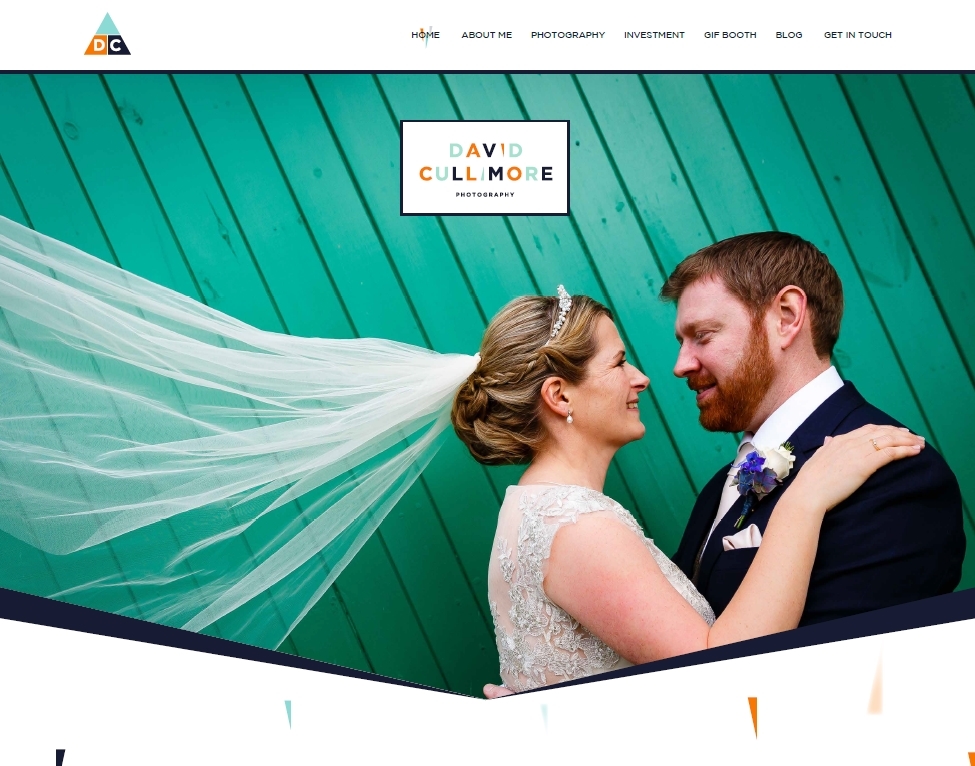 DC
HOME ABOUT ME PHOTOGRAPHY INVESTMENT GIF BOOTH BLOG GET IN TOUCH
DAVID
CULLIMORE
PHOTOGRAPHY